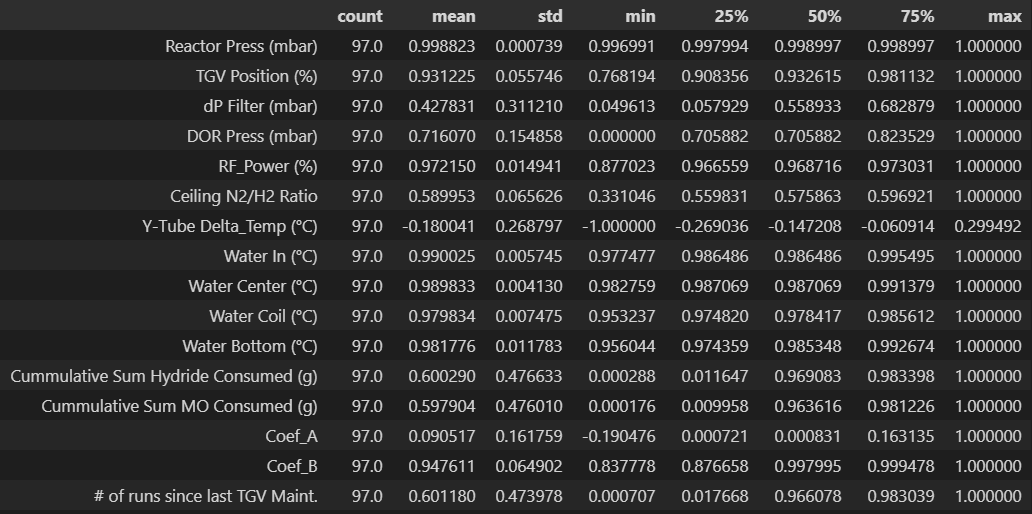 count mean std min 25% 50% 75% max
Reactor Press (mbar) 97.0 0.998823 0.000739 0.996991 0.997994 0.998997 0.998997 1.000000
TGV Position (%) 97.0 0.931225 0.055746 0.768194 0.908356 0.932615 0.981132 1.000000
dP Filter (mbar) 97.0 0.427831 0.311210 0.049613 0.057929 0.558933 0.682879 1.000000
DOR Press (mbar) 97.0 0.716070 0.154858 0.000000 0.705882 0.705882 0.823529 1.000000
RF_Power (%) 97.0 0.972150 0.014941 0.877023 0.966559 0.968716 0.973031 1.000000
Ceiling N2/H2 Ratio 97.0 0.589953 0.065626 0.331046 0.559831 0.575863 0.596921 1.000000
Y-Tube Delta_Temp (°C) 97.0 -0.180041 0.268797 -1.000000 -0.269036 -0.147208 -0.060914 0.299492
Water In (°C) 97.0 0.990025 0.005745 0.977477 0.986486 0.986486 0.995495 1.000000
Water Center (°C) 97.0 0.989833 0.004130 0.982759 0.987069 0.987069 0.991379 1.000000
Water Coil (°C) 97.0 0.979834 0.007475 0.953237 0.974820 0.978417 0.985612 1.000000
Water Bottom (°C) 97.0 0.981776 0.011783 0.956044 0.974359 0.985348 0.992674 1.000000
Cummulative Sum Hydride Consumed (g) 97.0 0.600290 0.476633 0.000288 0.011647 0.969083 0.983398 1.000000
Cummulative Sum MO Consumed (g) 97.0 0.597904 0.476010 0.000176 0.009958 0.963616 0.981226 1.000000
Coef_A 97.0 0.090517 0.161759 -0.190476 0.000721 0.000831 0.163135 1.000000
Coef_B 97.0 0.947611 0.064902 0.837778 0.876658 0.997995 0.999478 1.000000
# of runs since last TGV Maint. 97.0 0.601180 0.473978 0.000707 0.017668 0.966078 0.983039 1.000000